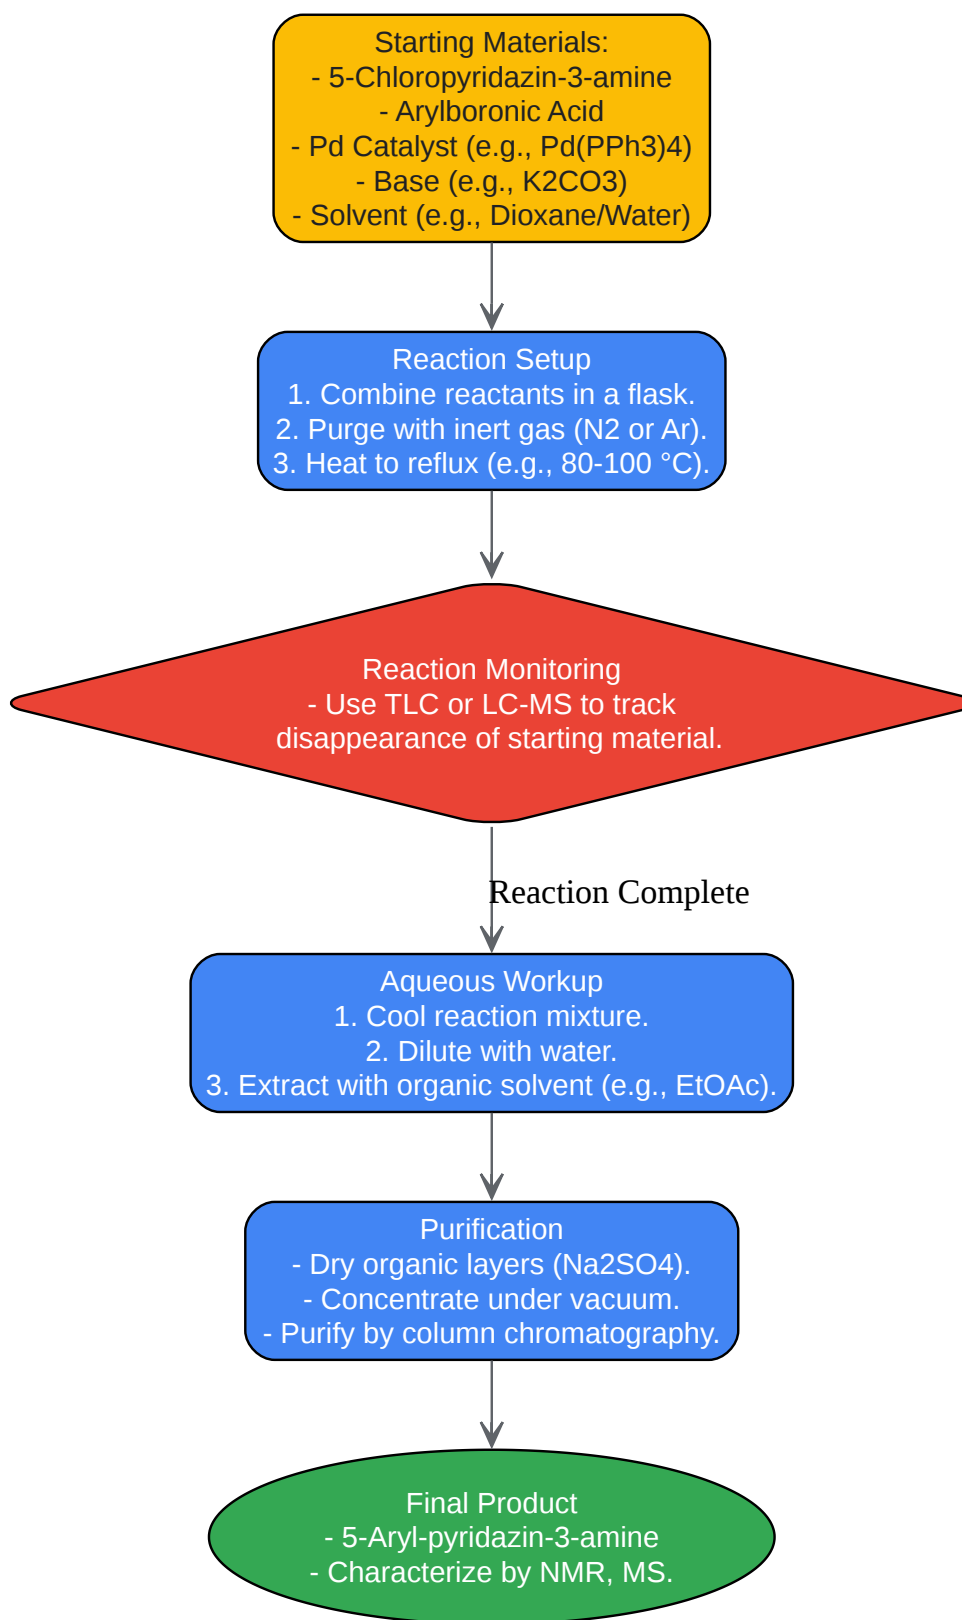 Starting Materials:
- 5-Chloropyridazin-3-amine
- Arylboronic Acid
- Pd Catalyst (e.g., Pd(PPh3)4)
- Base (e.g., K2CO3)
- Solvent (e.g., Dioxane/Water)
Reaction Setup
1. Combine reactants in a flask.
2. Purge with inert gas (N2 or Ar).
3. Heat to reflux (e.g., 80-100 °C).
Reaction Monitoring
- Use TLC or LC-MS to track
disappearance of starting material.
Reaction Complete
Aqueous Workup
1. Cool reaction mixture.
2. Dilute with water.
3. Extract with organic solvent (e.g., EtOAc).
Purification
- Dry organic layers (Na2SO4).
- Concentrate under vacuum.
- Purify by column chromatography.
Final Product
- 5-Aryl-pyridazin-3-amine
- Characterize by NMR, MS.